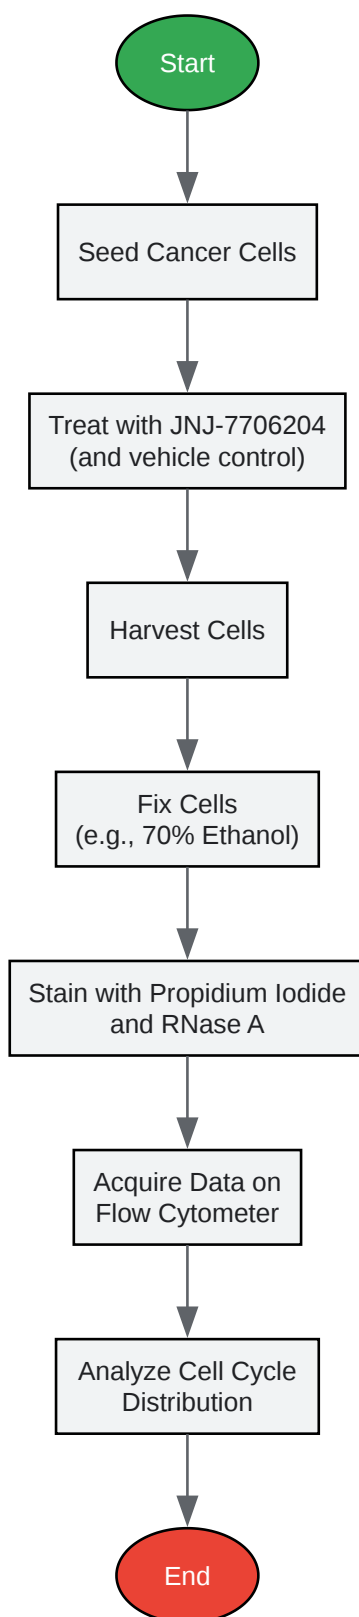 Start
Seed Cancer Cells
Treat with JNJ-7706204
(and vehicle control)
Harvest Cells
Fix Cells
(e.g., 70% Ethanol)
Stain with Propidium Iodide
and RNase A
Acquire Data on
Flow Cytometer
Analyze Cell Cycle
Distribution
End